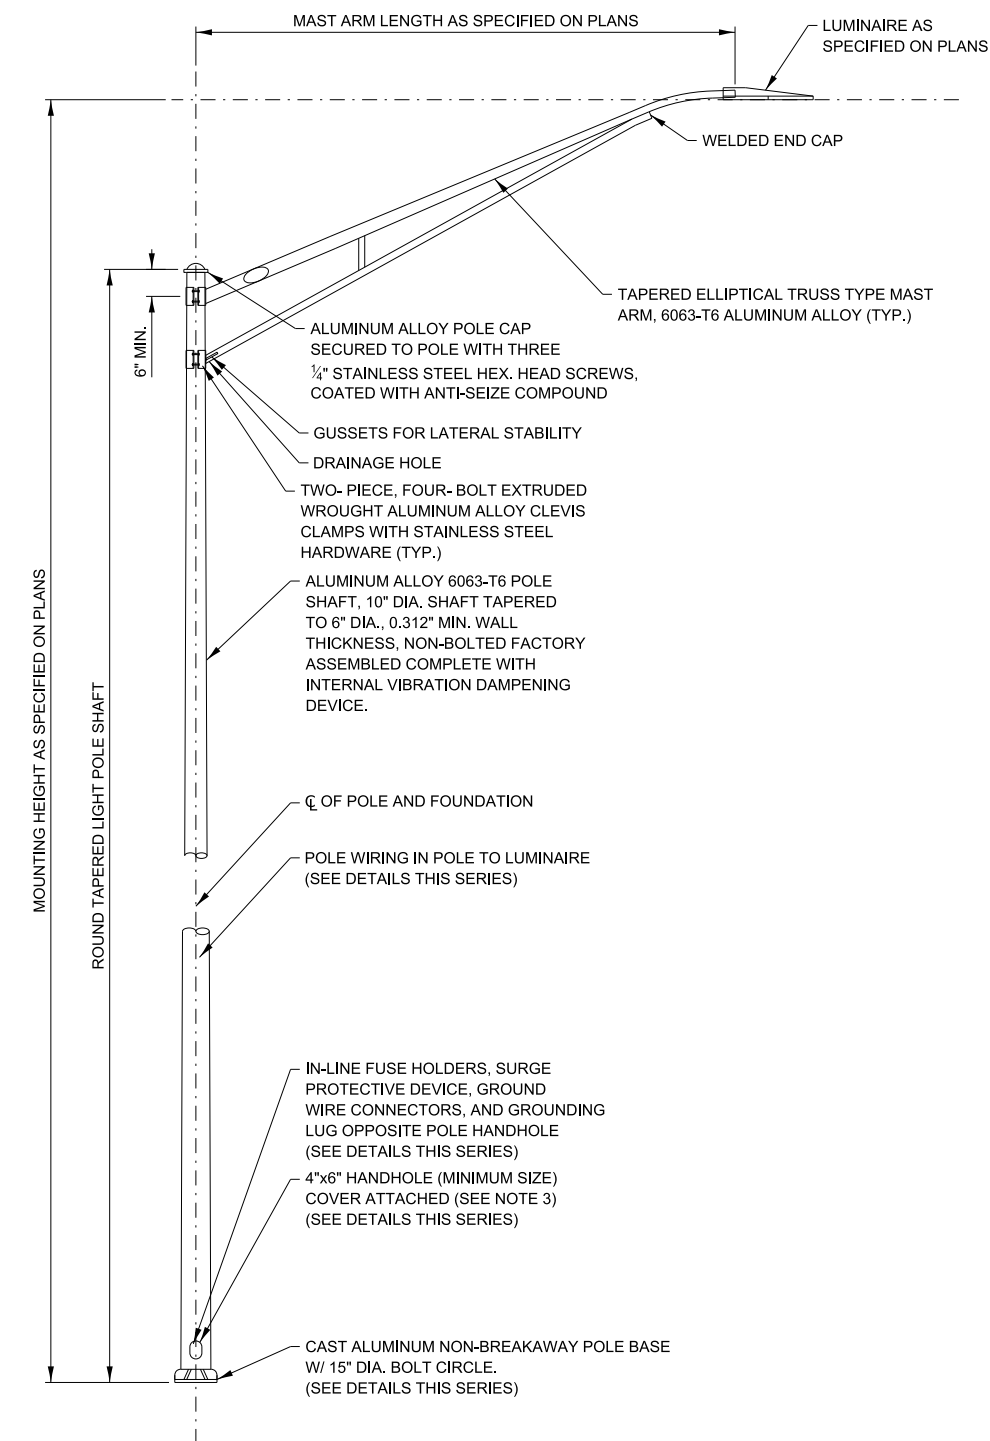 MAST ARM LENGTH AS SPECIFIED ON PLANS
LUMINAIRE AS
SPECIFIED ON PLANS
WELDED END CAP
TAPERED ELLIPTICAL TRUSS TYPE MAST
ARM, 6063-T6 ALUMINUM ALLOY (TYP.)
6" MIN.
ALUMINUM ALLOY POLE CAP
SECURED TO POLE WITH THREE
¼" STAINLESS STEEL HEX. HEAD SCREWS,
COATED WITH ANTI-SEIZE COMPOUND
GUSSETS FOR LATERAL STABILITY
DRAINAGE HOLE
TWO- PIECE, FOUR- BOLT EXTRUDED
WROUGHT ALUMINUM ALLOY CLEVIS
CLAMPS WITH STAINLESS STEEL
HARDWARE (TYP.)
ALUMINUM ALLOY 6063-T6 POLE
SHAFT, 10" DIA. SHAFT TAPERED
TO 6" DIA., 0.312" MIN. WALL
THICKNESS, NON-BOLTED FACTORY
ASSEMBLED COMPLETE WITH
INTERNAL VIBRATION DAMPENING
DEVICE.
MOUNTING HEIGHT AS SPECIFIED ON PLANS
ROUND TAPERED LIGHT POLE SHAFT
℄ OF POLE AND FOUNDATION
POLE WIRING IN POLE TO LUMINAIRE
(SEE DETAILS THIS SERIES)
IN-LINE FUSE HOLDERS, SURGE
PROTECTIVE DEVICE, GROUND
WIRE CONNECTORS, AND GROUNDING
LUG OPPOSITE POLE HANDHOLE
(SEE DETAILS THIS SERIES)
4"x6" HANDHOLE (MINIMUM SIZE)
COVER ATTACHED (SEE NOTE 3)
(SEE DETAILS THIS SERIES)
CAST ALUMINUM NON-BREAKAWAY POLE BASE
W/ 15" DIA. BOLT CIRCLE.
(SEE DETAILS THIS SERIES)